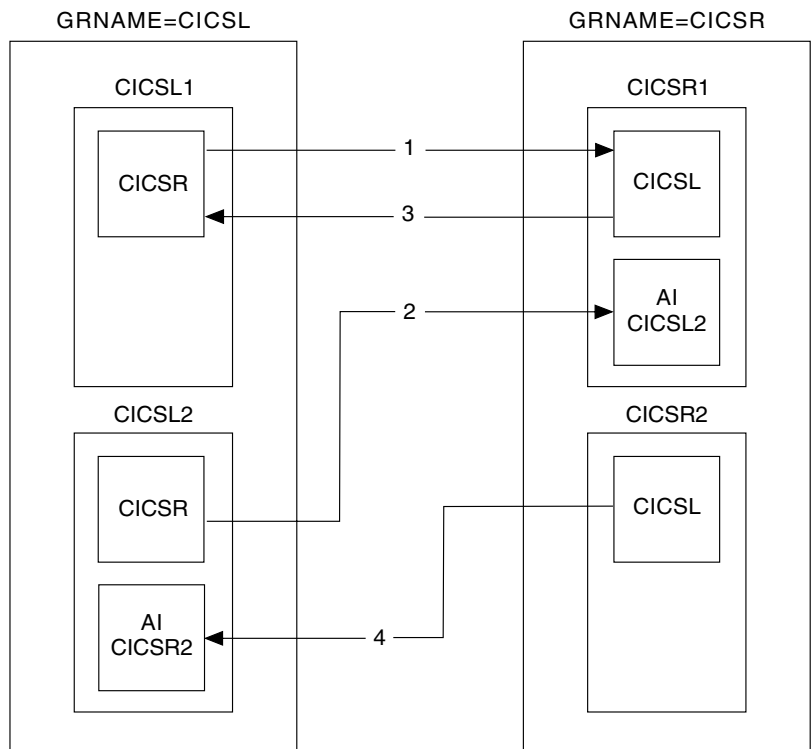 GRNAME=CICSL
GRNAME=CICSR
CICSL1
CICSR1
CICSR
1
CICSL
3
AI
CICSL2
2
CICSL2
CICSR2
CICSR
CICSL
AI
CICSR2
4